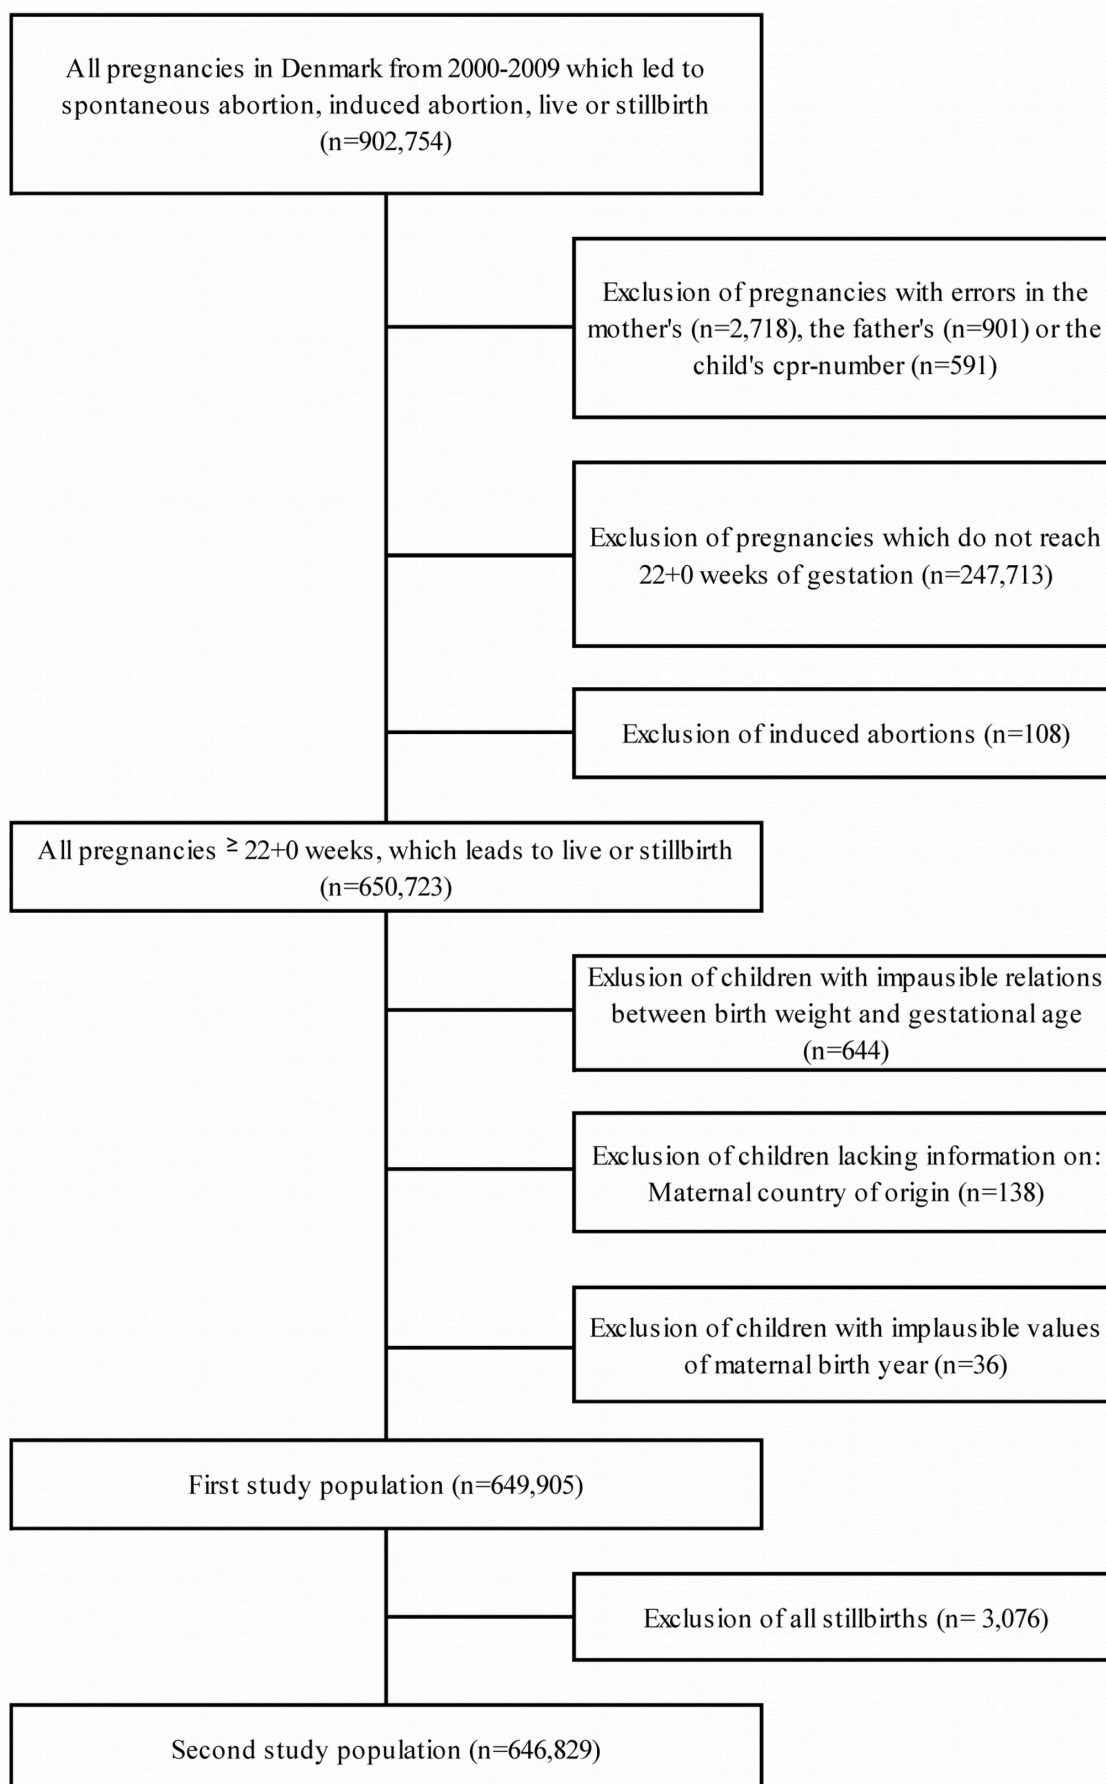 All pregnancies in Denmark from 2000-2009 which led to
spontaneous abortion, induced abortion, live or stillbirth
(n=902,754)
Exclusion of pregnancies with errors in the
mother's (n=2,718), the father's (n=901) or the
child's cpr-number (n=591)
Exclusion of pregnancies which do not reach
22+0 weeks of gestation (n=247,713)
Exclusion of induced abortions (n=108)
All pregnancies ≥ 22+0 weeks, which leads to live or stillbirth
(n=650,723)
Exlusion of children with impausible relations
between birth weight and gestational age
(n=644)
Exclusion of children lacking information on:
Maternal country of origin (n=138)
Exclusion of children with implausible values
of maternal birth year (n=36)
First study population (n=649,905)
Exclusion of all stillbirths (n= 3,076)
Second study population (n=646,829)